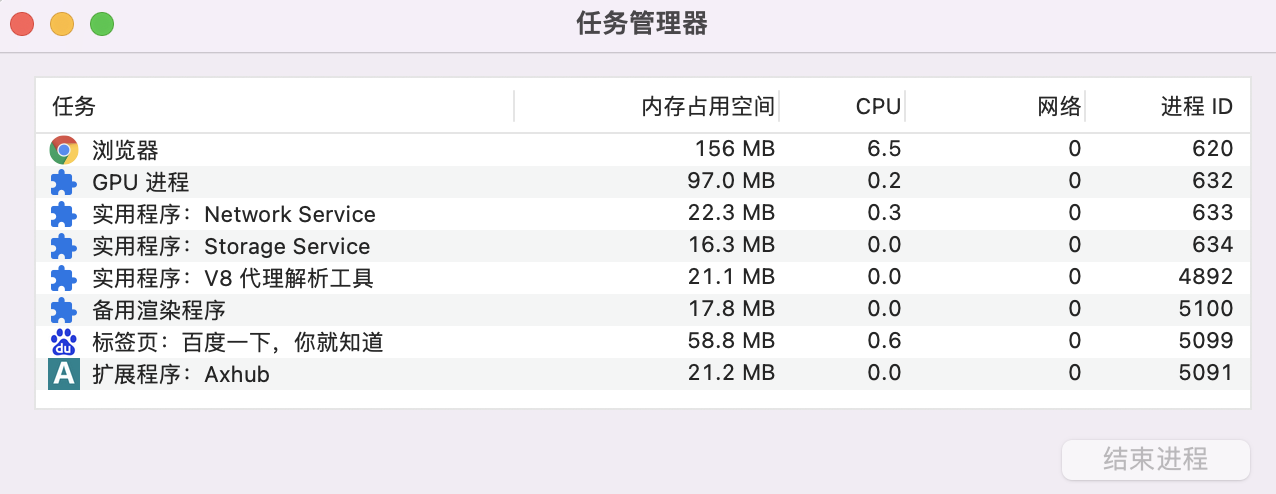 任务管理器
任务 内存占用空间 CPU 网络 进程 ID
浏览器 156 MB 6.5 0 620
GPU 进程 97.0 MB 0.2 0 632
实用程序：Network Service 22.3 MB 0.3 0 633
实用程序：Storage Service 16.3 MB 0.0 0 634
实用程序：V8 代理解析工具 21.1 MB 0.0 0 4892
备用渲染程序 17.8 MB 0.0 0 5100
du 标签页：百度一下，你就知道 58.8 MB 0.6 0 5099
A 扩展程序：Axhub 21.2 MB 0.0 0 5091
结束进程